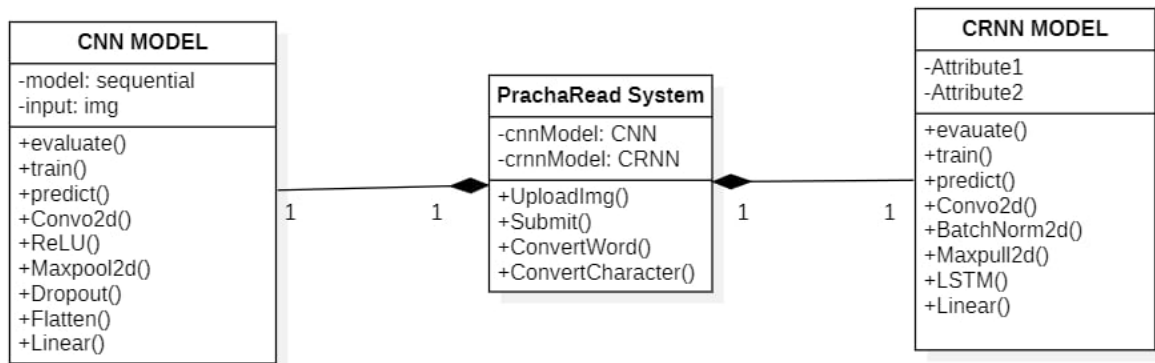 CNN MODEL
-model: sequential
-input: img
+evaluate()
+train()
+predict()
+Convo2d()
+ReLU()
+Maxpool2d()
+Dropout()
+Flatten()
+Linear()
1
1
PrachaRead System
-cnnModel: CNN
-crnnModel: CRNN
+UploadImg()
+Submit()
+ConvertWord()
+ConvertCharacter()
1
1
CRNN MODEL
-Attribute1
-Attribute2
+evauate()
+train()
+predict()
+Convo2d()
+BatchNorm2d()
+Maxpull2d()
+LSTM()
+Linear()